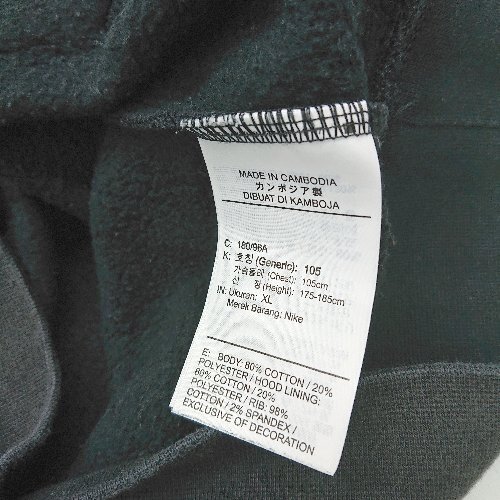 MADE IN CAMBODIA
カンボジア製
DIBUAT DI KAMBOJA
C: 180/96A
K: 호칭 (Generic): 105
가슴둘레 (Chest): 105cm
신 장 (Height): 175-185cm
IN: Ukuran: XL
Merek Barang: Nike
E: BODY: 80% COTTON / 20%
POLYESTER / HOOD LINING:
80% COTTON / 20%
POLYESTER / RIB: 98%
COTTON / 2% SPANDEX /
EXCLUSIVE OF DECORATION